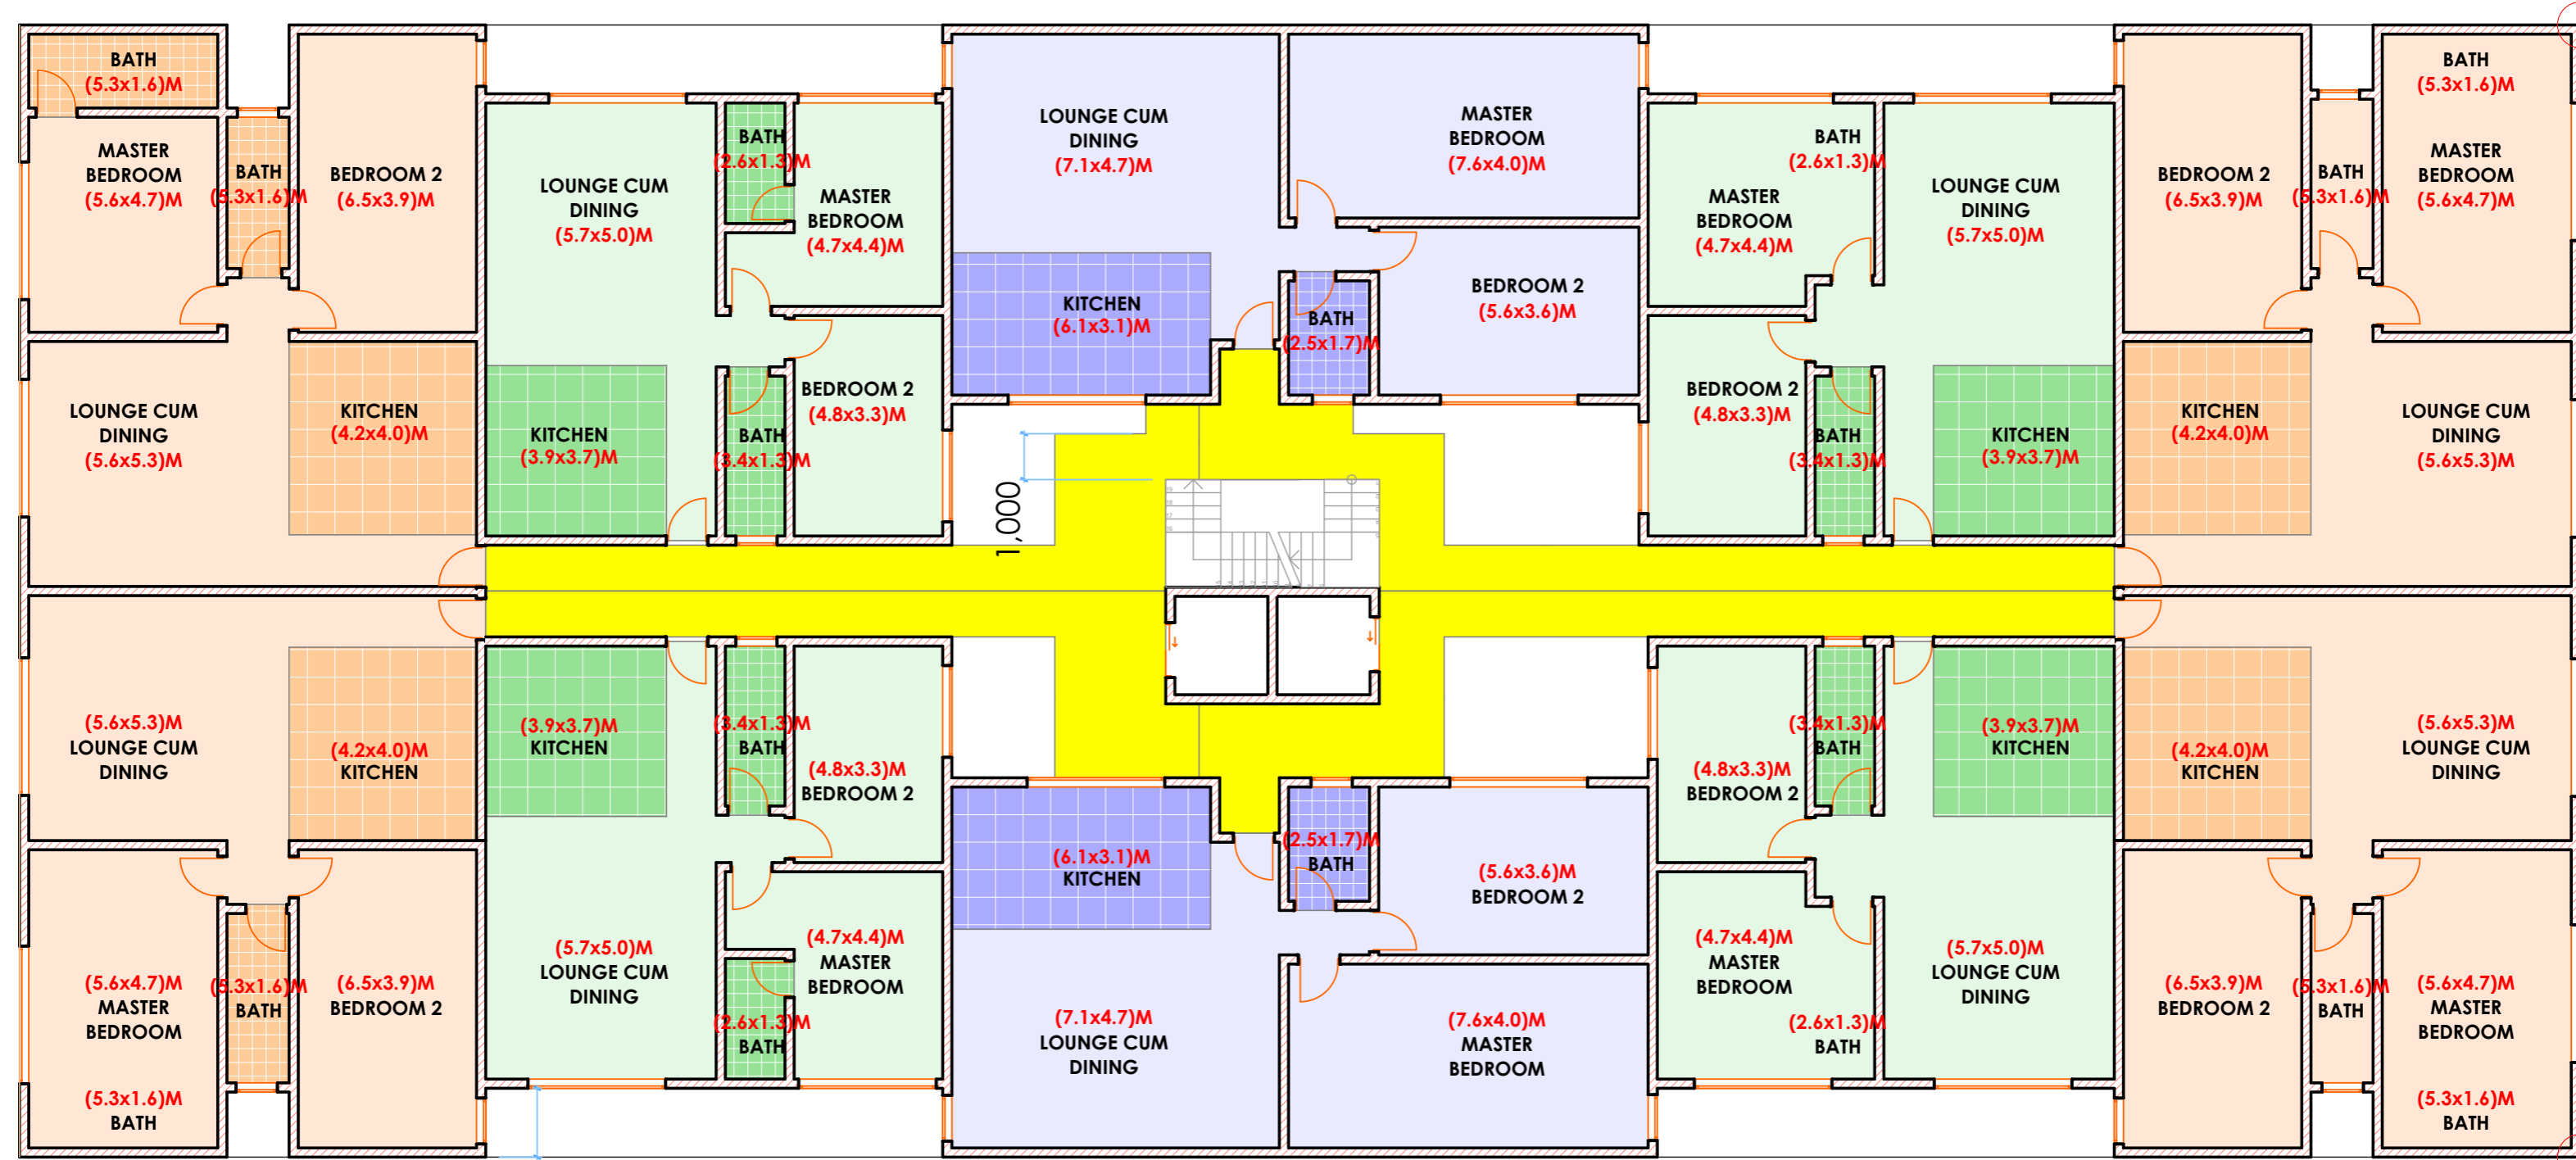 BATH
(5.3x1.6)M
MASTER
BEDROOM
(5.6x4.7)M
BATH
(5.3x1.6)M
BEDROOM 2
(6.5x3.9)M
LOUNGE CUM
DINING
(5.6x5.3)M
KITCHEN
(4.2x4.0)M
LOUNGE CUM
DINING
(5.7x5.0)M
BATH
(2.6x1.3)M
MASTER
BEDROOM
(4.7x4.4)M
KITCHEN
(3.9x3.7)M
BATH
(3.4x1.3)M
BEDROOM 2
(4.8x3.3)M
LOUNGE CUM
DINING
(7.1x4.7)M
MASTER
BEDROOM
(7.6x4.0)M
KITCHEN
(6.1x3.1)M
BATH
(2.5x1.7)M
BEDROOM 2
(5.6x3.6)M
1,000
BATH
(2.6x1.3)M
MASTER
BEDROOM
(4.7x4.4)M
LOUNGE CUM
DINING
(5.7x5.0)M
BEDROOM 2
(4.8x3.3)M
BATH
(3.4x1.3)M
KITCHEN
(3.9x3.7)M
BEDROOM 2
(6.5x3.9)M
BATH
(5.3x1.6)M
BATH
(5.3x1.6)M
MASTER
BEDROOM
(5.6x4.7)M
KITCHEN
(4.2x4.0)M
LOUNGE CUM
DINING
(5.6x5.3)M
(5.6x5.3)M
LOUNGE CUM
DINING
(4.2x4.0)M
KITCHEN
(5.6x4.7)M
MASTER
BEDROOM
(5.3x1.6)M
BATH
(5.3x1.6)M
BATH
(6.5x3.9)M
BEDROOM 2
(3.9x3.7)M
KITCHEN
(3.4x1.3)M
BATH
(4.8x3.3)M
BEDROOM 2
(5.7x5.0)M
LOUNGE CUM
DINING
(4.7x4.4)M
MASTER
BEDROOM
(2.6x1.3)M
BATH
(6.1x3.1)M
KITCHEN
(2.5x1.7)M
BATH
(5.6x3.6)M
BEDROOM 2
(7.1x4.7)M
LOUNGE CUM
DINING
(7.6x4.0)M
MASTER
BEDROOM
(4.8x3.3)M
BEDROOM 2
(3.4x1.3)M
BATH
(3.9x3.7)M
KITCHEN
(4.7x4.4)M
MASTER
BEDROOM
(2.6x1.3)M
BATH
(5.7x5.0)M
LOUNGE CUM
DINING
(4.2x4.0)M
KITCHEN
(5.6x5.3)M
LOUNGE CUM
DINING
(6.5x3.9)M
BEDROOM 2
(5.3x1.6)M
BATH
(5.6x4.7)M
MASTER
BEDROOM
(5.3x1.6)M
BATH